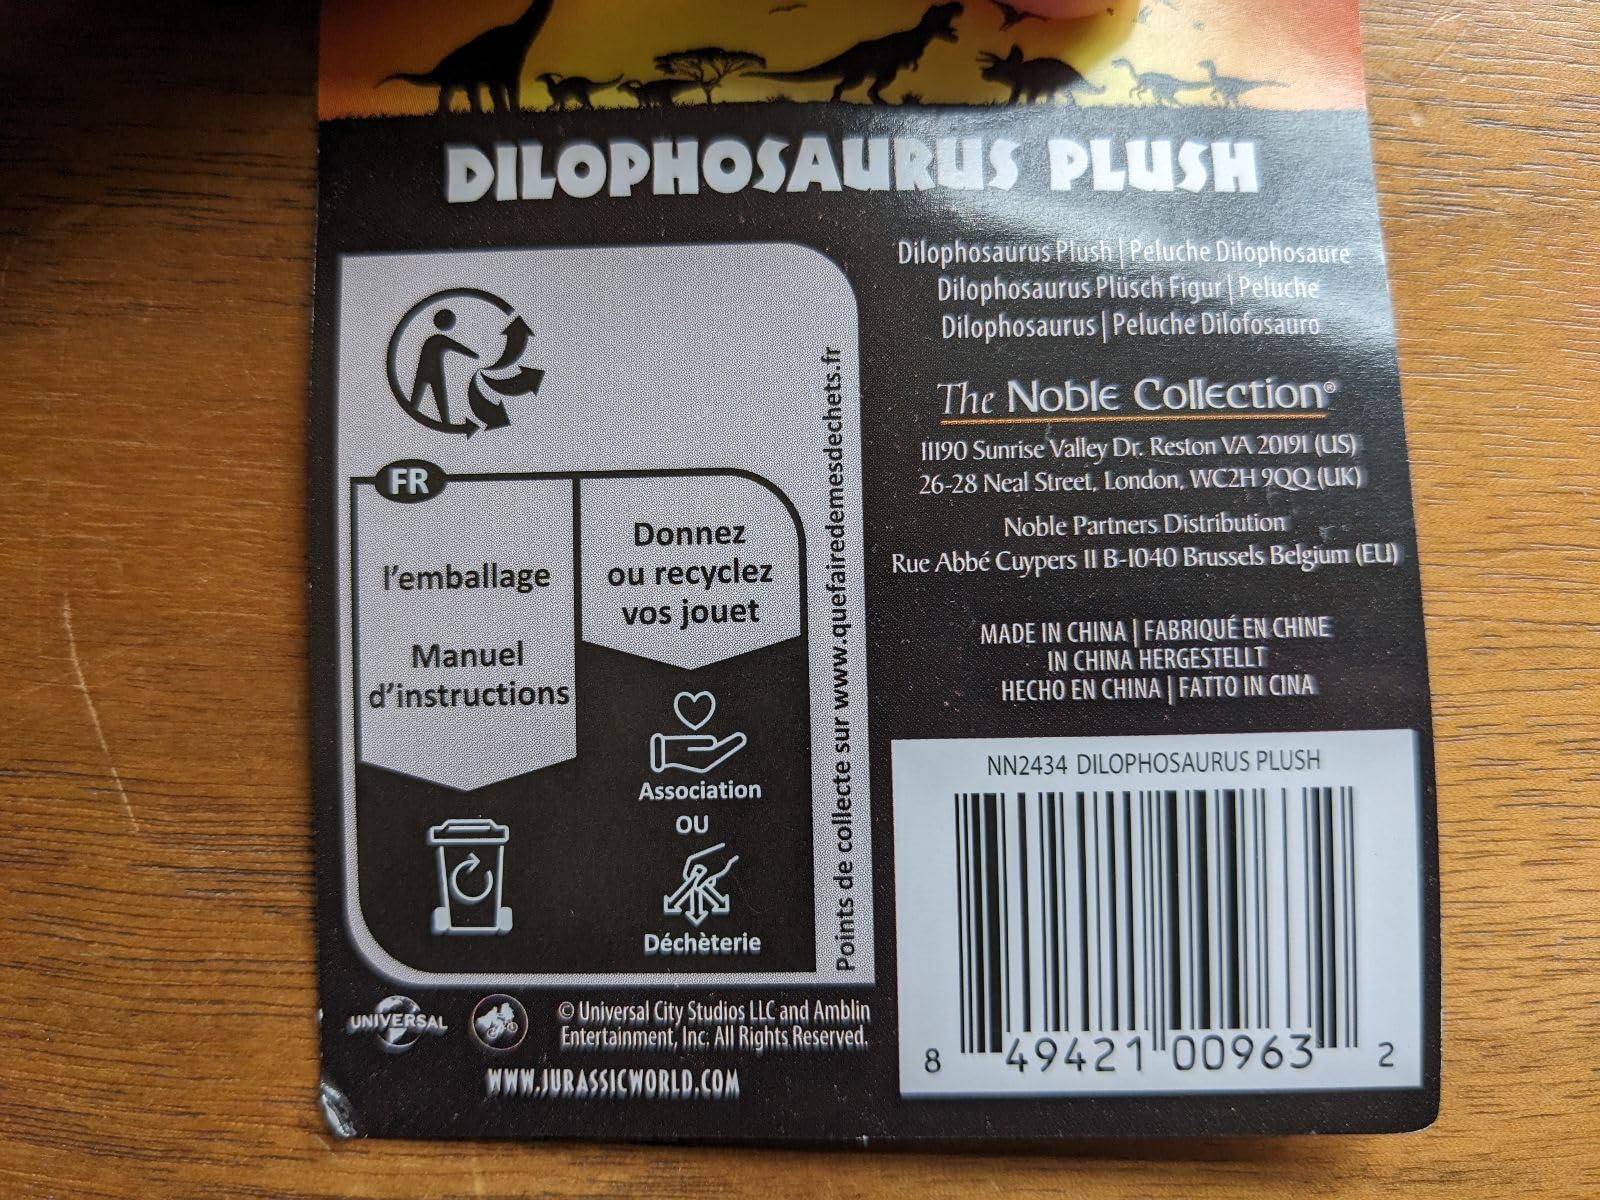 DILOPHOSAURUS PLUSH
Dilophosaurus Plush | Peluche Dilophosaure
Dilophosaurus Plüsch Figur | Peluche
Dilophosaurus | Peluche Dilofosauro
The Noble Collection®
11190 Sunrise Valley Dr. Reston VA 20191 (US)
26-28 Neal Street, London, WC2H 9QQ (UK)
Noble Partners Distribution
Rue Abbé Cuypers 11 B-1040 Brussels Belgium (EU)
MADE IN CHINA | FABRIQUÉ EN CHINE
IN CHINA HERGESTELLT
HECHO EN CHINA | FATTO IN CINA
NN2434 DILOPHOSAURUS PLUSH
8 49421 00963 2
FR
l'emballage
Manuel
d'instructions
Donnez
ou recyclez
vos jouet
Association
OU
Déchèterie
Points de collecte sur www.quefairedemesdechets.fr
UNIVERSAL
© Universal City Studios LLC and Amblin
Entertainment, Inc. All Rights Reserved.
WWW.JURASSICWORLD.COM